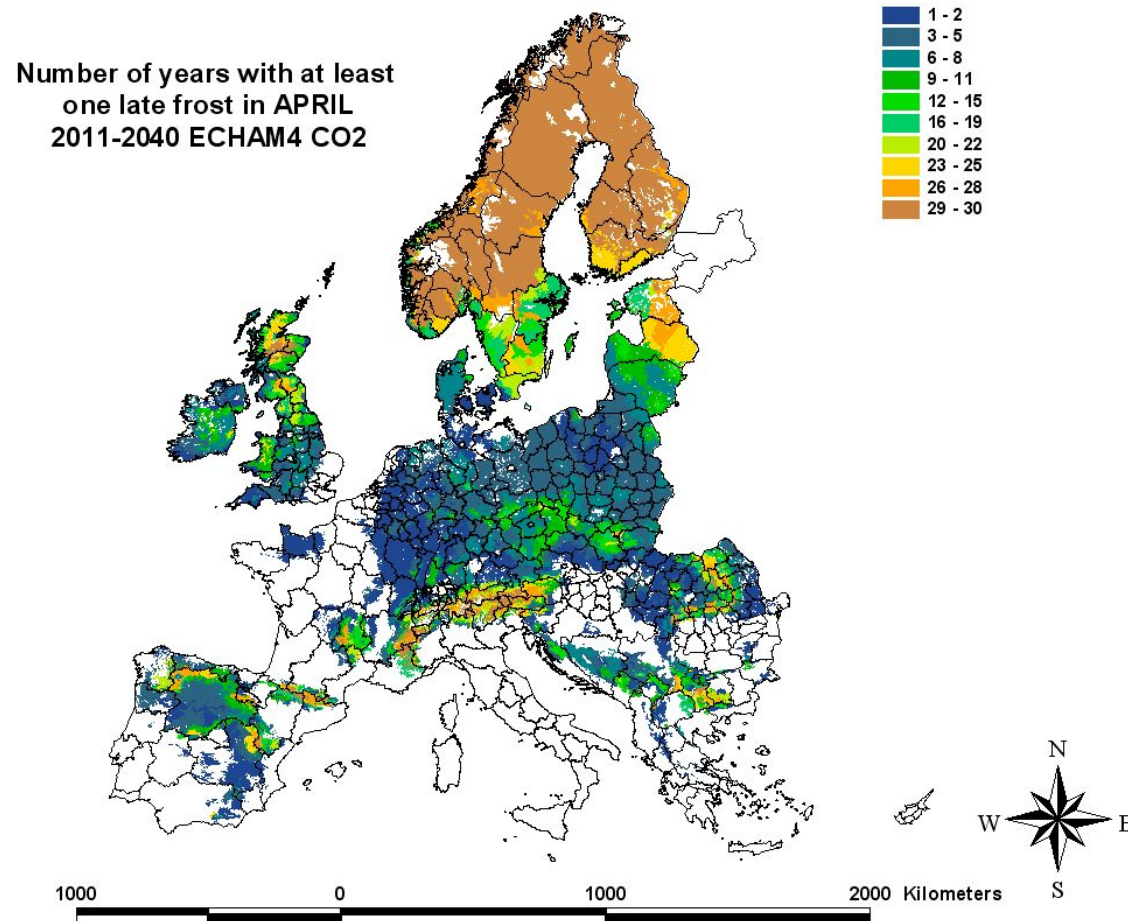 Number of years with at least
one late frost in APRIL
2011-2040 ECHAM4 CO2
1 - 2
3 - 5
6 - 8
9 - 11
12 - 15
16 - 19
20 - 22
23 - 25
26 - 28
29 - 30
N
W E
S
1000 0 1000 2000 Kilometers